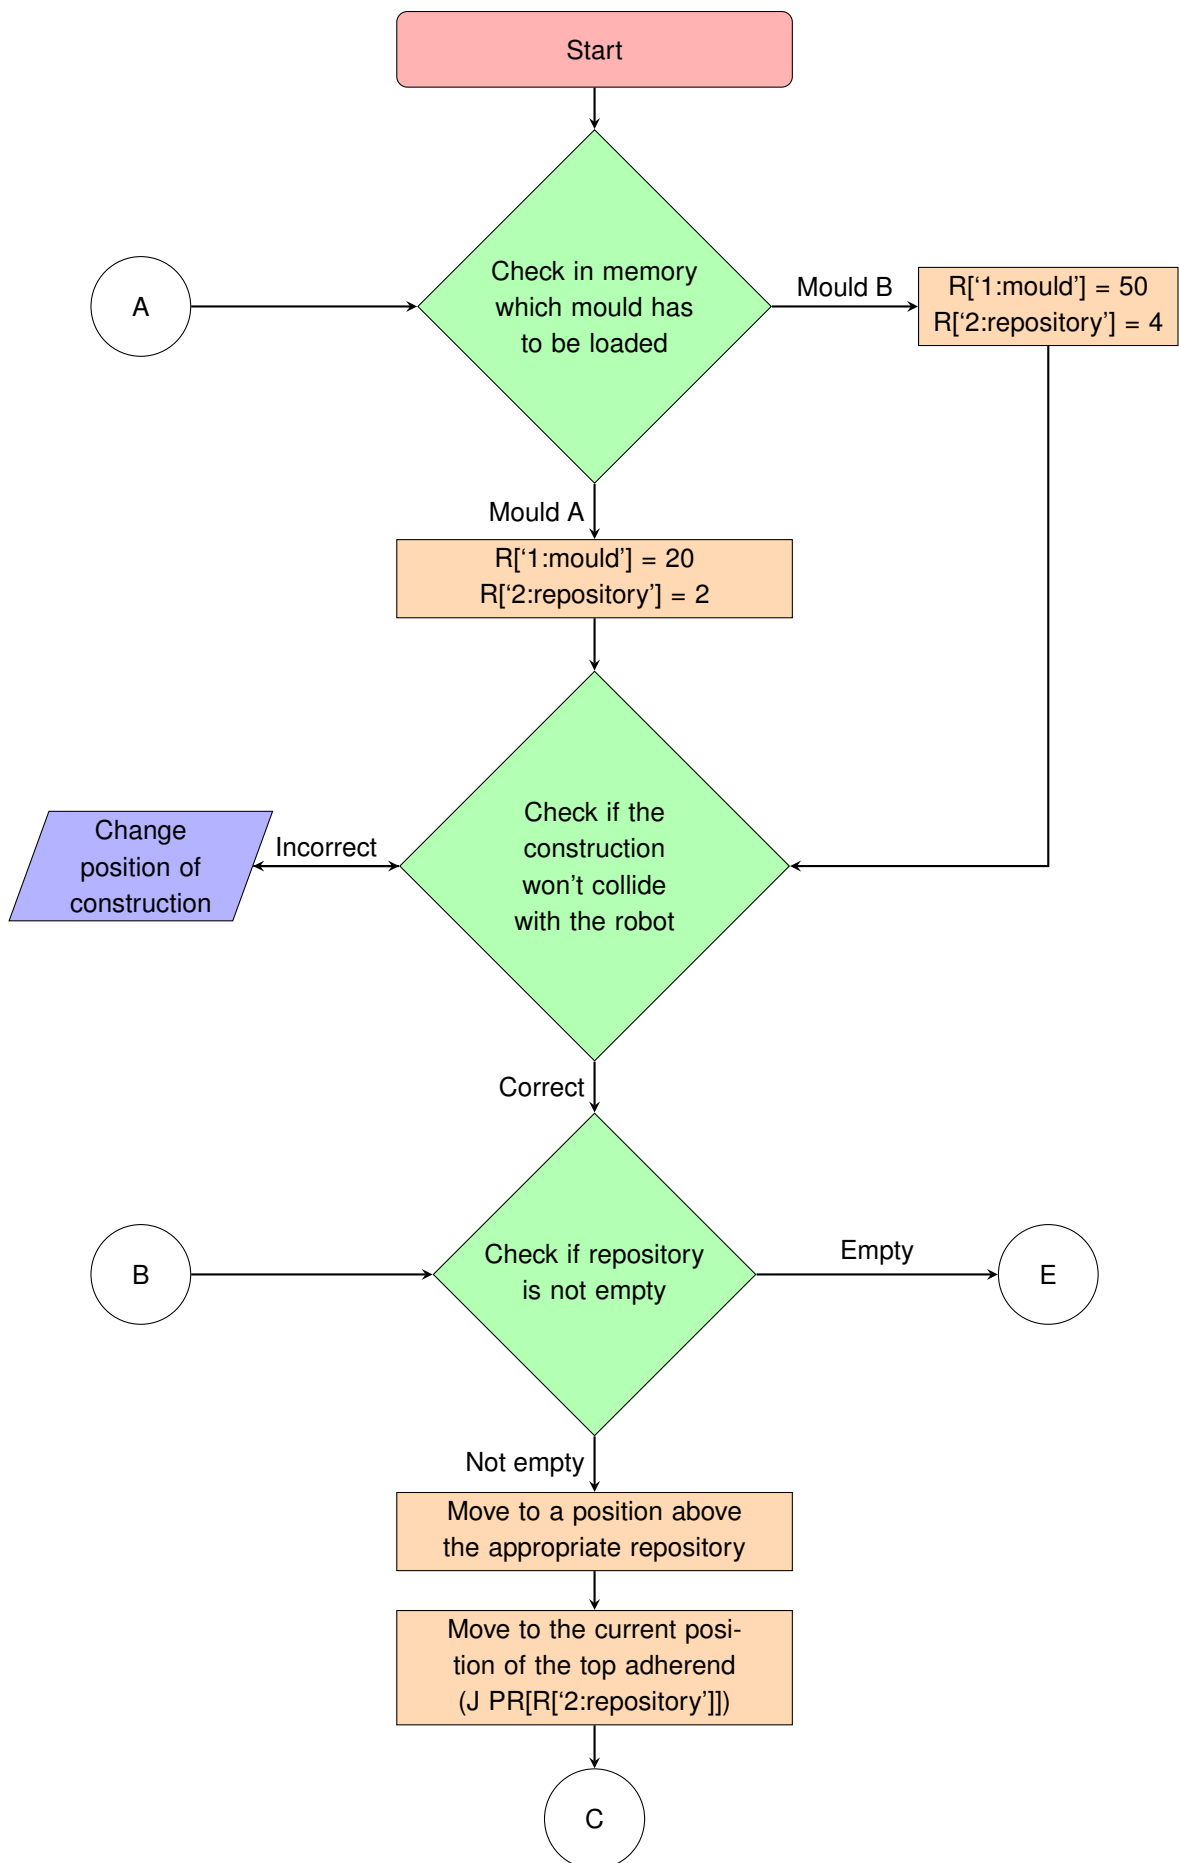 Start
Check in memory
which mould has
to be loaded
A
Mould B
R[‘1:mould’] = 50
R[‘2:repository’] = 4
Mould A
R[‘1:mould’] = 20
R[‘2:repository’] = 2
Check if the
construction
won’t collide
with the robot
Incorrect
Change
position of
construction
Correct
B
Check if repository
is not empty
Empty
E
Not empty
Move to a position above
the appropriate repository
Move to the current posi-
tion of the top adherend
(J PR[R[‘2:repository’]])
C